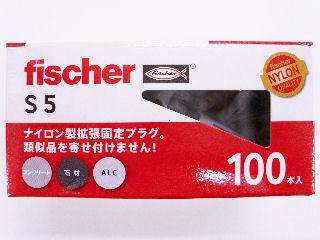 fischer
fischer
fischer
NYLON
QUALITY
S 5
ナイロン製拡張固定プラグ。
類似品を寄せ付けません!
コンクリート
石材
ALC
100本入